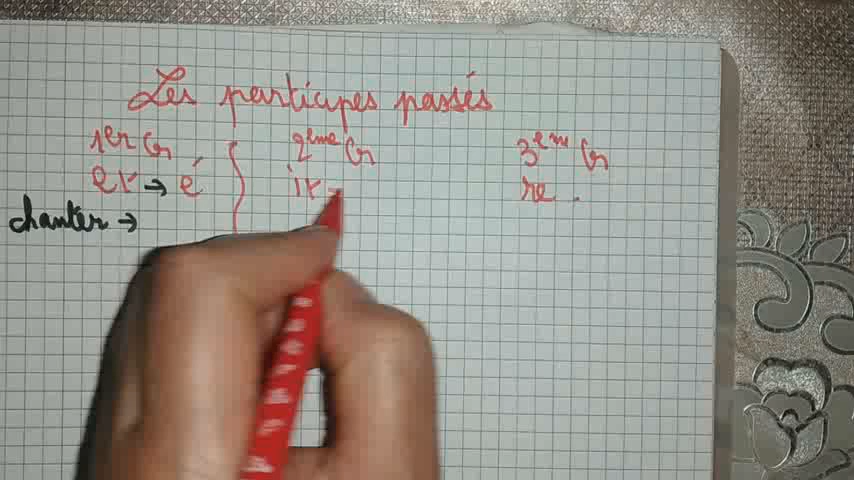 Les participes passés
1er Gr 2ème Gr 3ème Gr
er → é ir re
chanter →